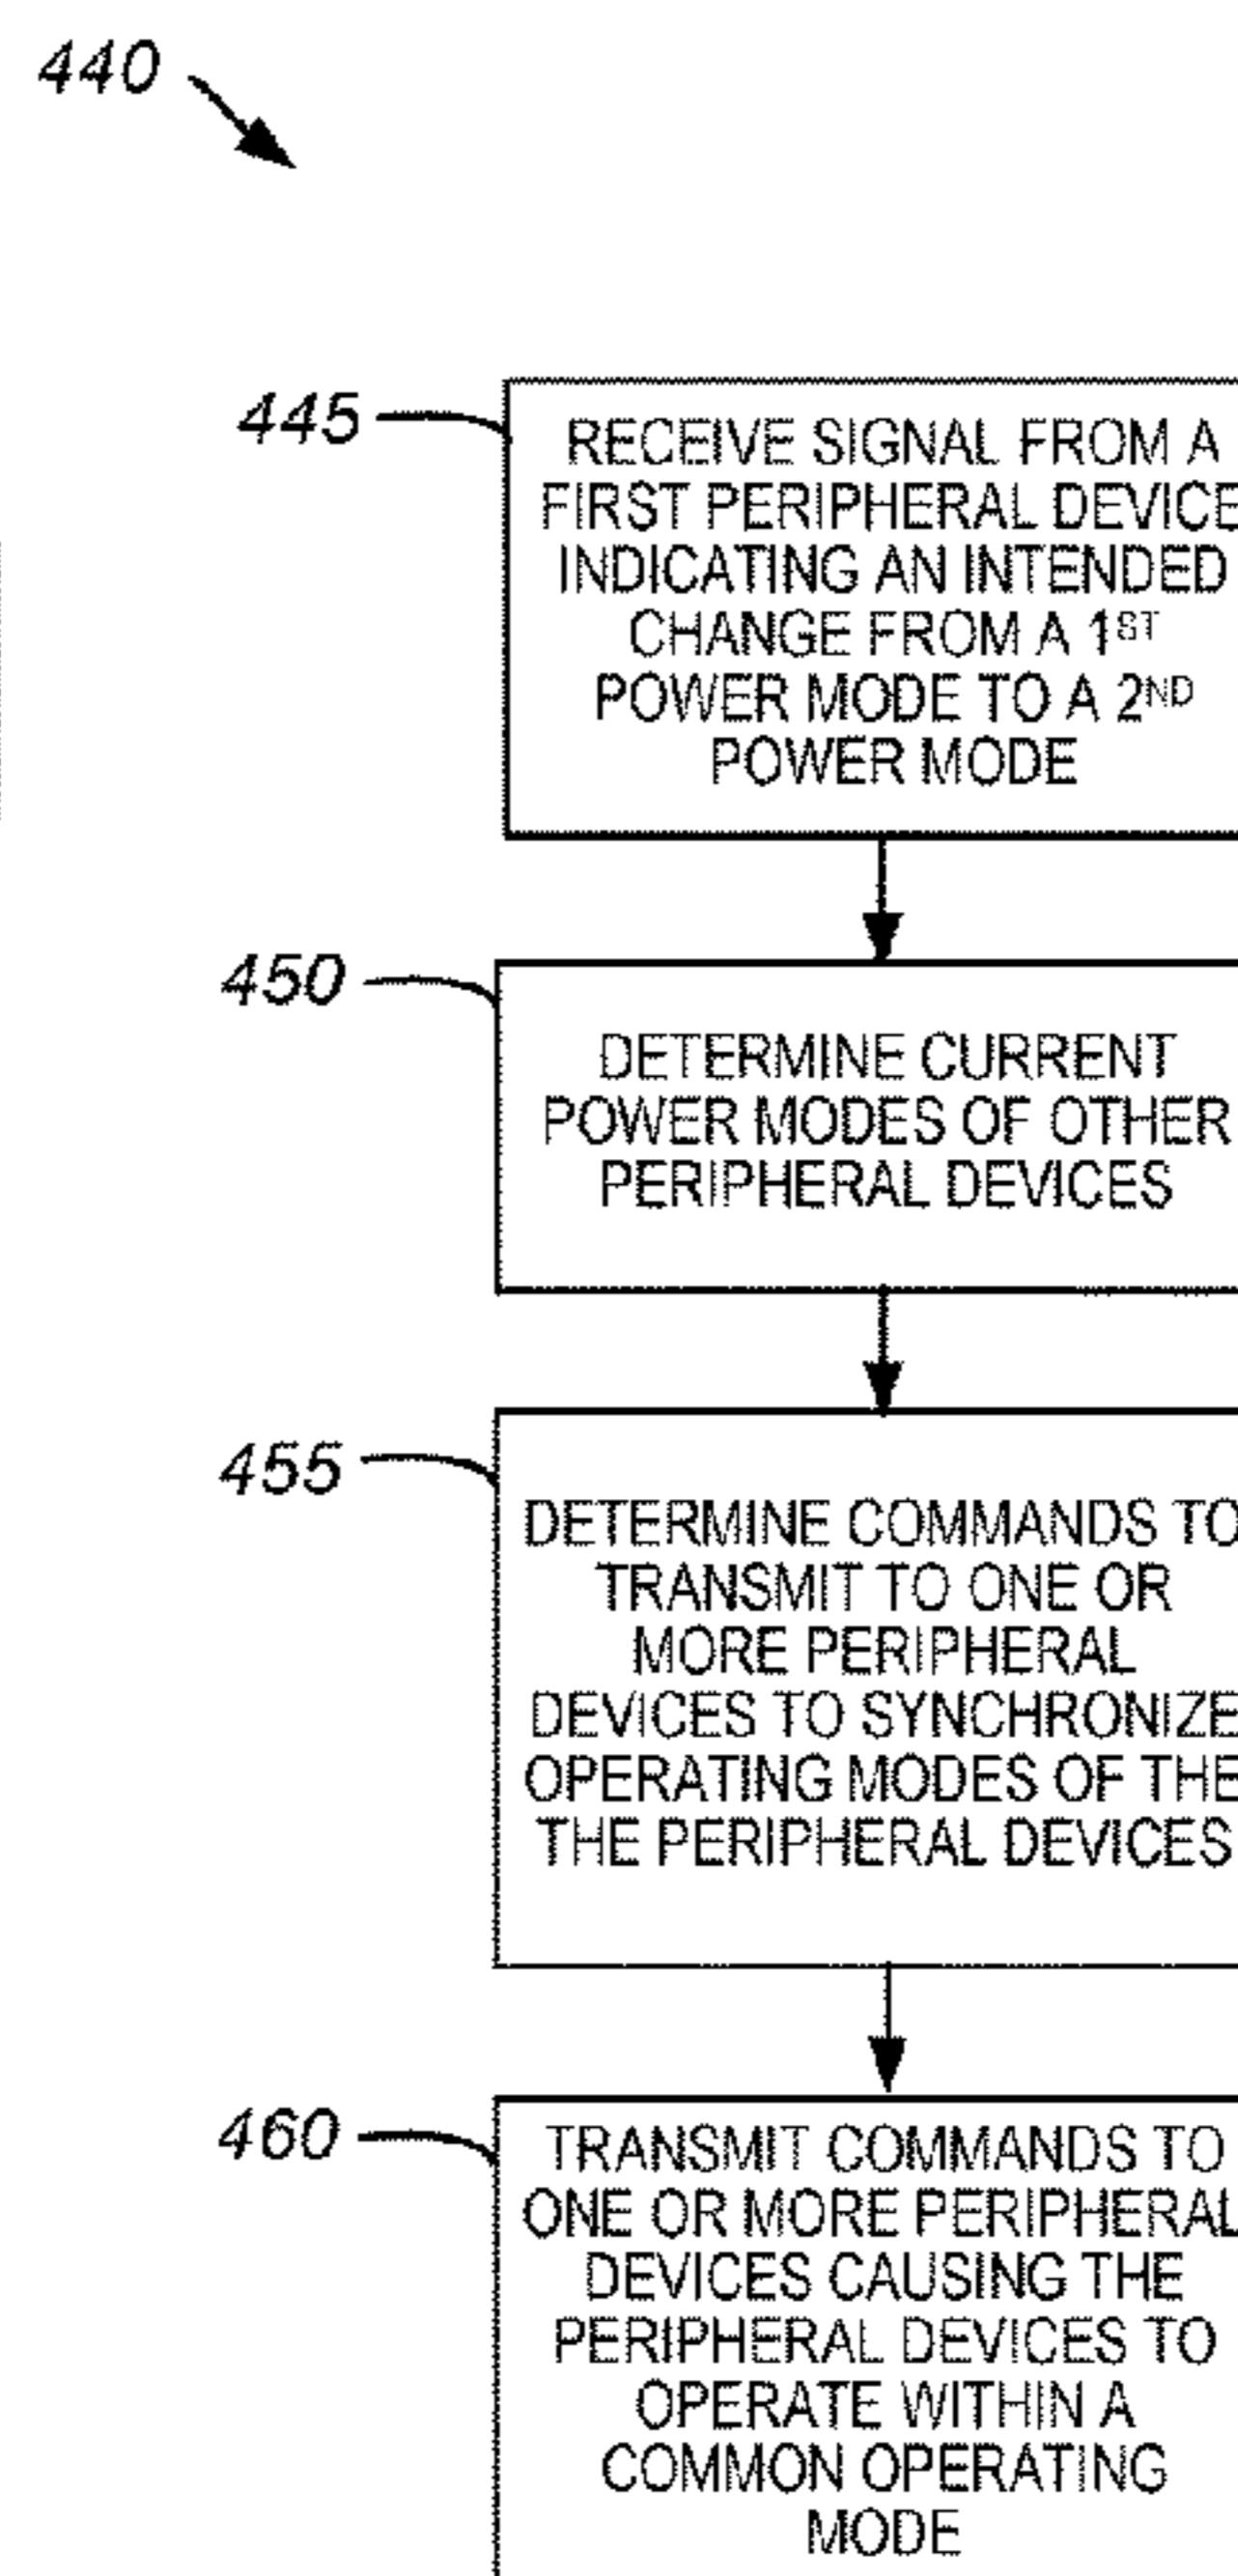 440
445
RECEIVE SIGNAL FROM A
FIRST PERIPHERAL DEVICE
INDICATING AN INTENDED
CHANGE FROM A 1ST
POWER MODE TO A 2ND
POWER MODE
450
DETERMINE CURRENT
POWER MODES OF OTHER
PERIPHERAL DEVICES
455
DETERMINE COMMANDS TO
TRANSMIT TO ONE OR
MORE PERIPHERAL
DEVICES TO SYNCHRONIZE
OPERATING MODES OF THE
THE PERIPHERAL DEVICES
460
TRANSMIT COMMANDS TO
ONE OR MORE PERIPHERAL
DEVICES CAUSING THE
PERIPHERAL DEVICES TO
OPERATE WITHIN A
COMMON OPERATING
MODE